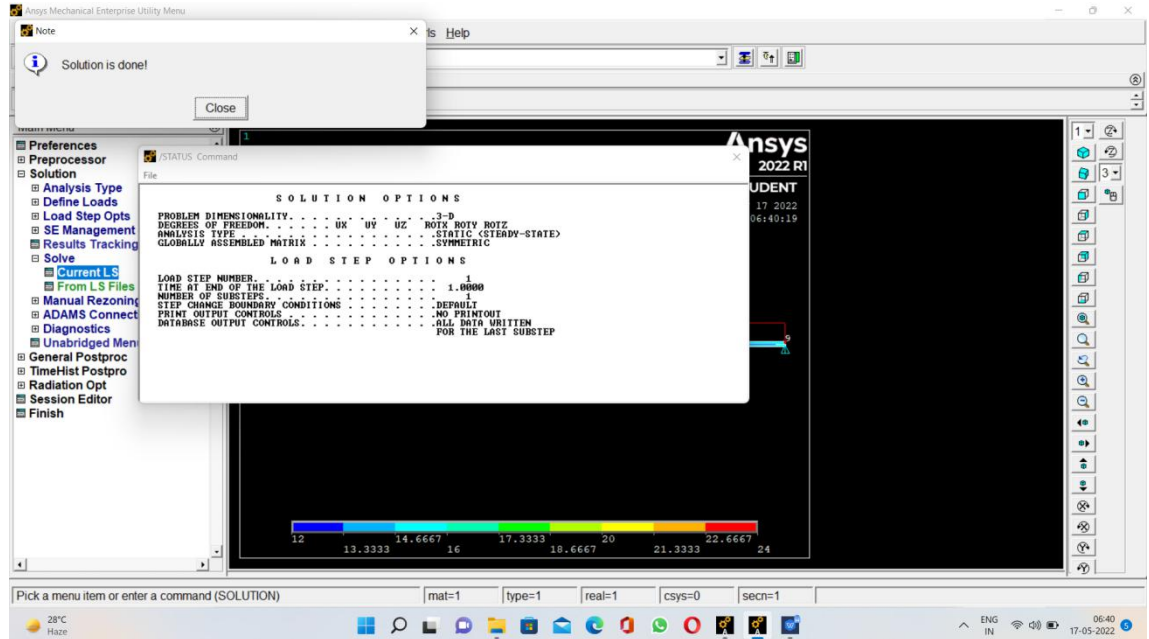 Ansys Mechanical Enterprise Utility Menu
Note
Solution is done!
Close
Help
Main Menu
Preferences
Preprocessor
Solution
Analysis Type
Define Loads
Load Step Opts
SE Management
Results Tracking
Solve
Current LS
From LS Files
Manual Rezoning
ADAMS Connect
Diagnostics
Unabridged Men
General Postproc
TimeHist Postpro
Radiation Opt
Session Editor
Finish
/STATUS Command
File
S O L U T I O N   O P T I O N S
PROBLEM DIMENSIONALITY. . . . . . . . . . . . .3-D
DEGREES OF FREEDOM. . . . . . UX   UY   UZ   ROTX ROTY ROTZ
ANALYSIS TYPE . . . . . . . . . . . . . . . . .STATIC (STEADY-STATE)
GLOBALLY ASSEMBLED MATRIX . . . . . . . . . . .SYMMETRIC
L O A D   S T E P   O P T I O N S
LOAD STEP NUMBER. . . . . . . . . . . . . . . . 1
TIME AT END OF THE LOAD STEP. . . . . . . . . . 1.0000
NUMBER OF SUBSTEPS. . . . . . . . . . . . . . . 1
STEP CHANGE BOUNDARY CONDITIONS . . . . . . . .DEFAULT
PRINT OUTPUT CONTROLS . . . . . . . . . . . . .NO PRINTOUT
DATABASE OUTPUT CONTROLS. . . . . . . . . . . .ALL DATA WRITTEN
FOR THE LAST SUBSTEP
1
Ansys
2022 R1
UDENT
17 2022
06:40:19
9
12 14.6667 17.3333 20 22.6667
13.3333 16 18.6667 21.3333 24
1
3
Pick a menu item or enter a command (SOLUTION)
mat=1
type=1
real=1
csys=0
secn=1
28°C
Haze
ENG
IN
06:40
17-05-2022
5